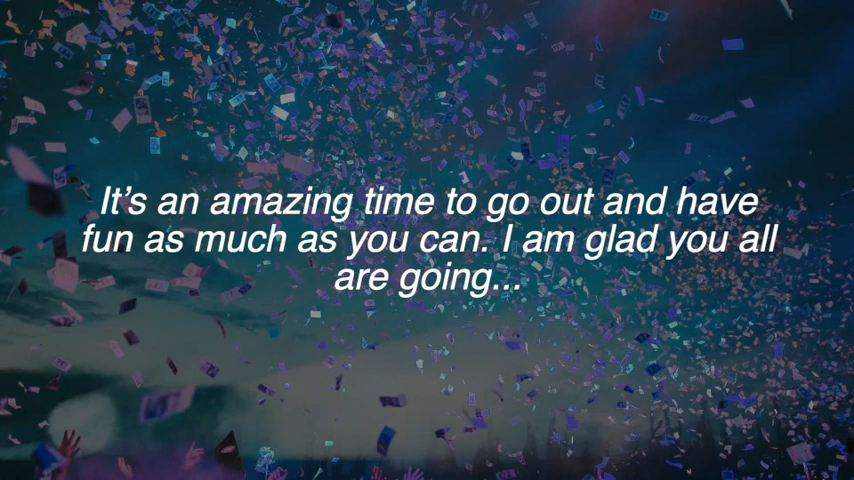 It’s an amazing time to go out and have
fun as much as you can. I am glad you all
are going...